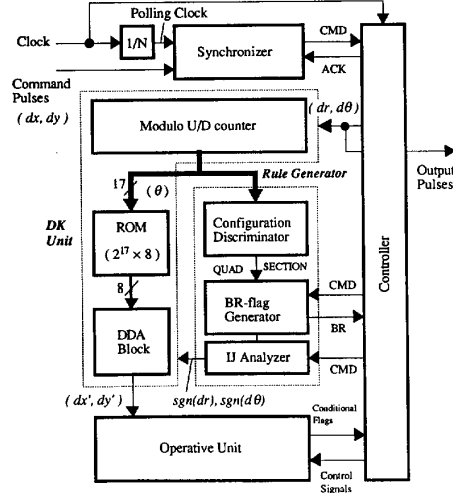 Polling Clock
Clock
1/N
Synchronizer
CMD
ACK
Command
Pulses
( dx, dy )
Modulo U/D counter
( dr, dθ )
Output
Pulses
Controller
17
(θ)
Rule Generator
DK
Unit
ROM
( 2¹⁷ × 8 )
Configuration
Discriminator
QUAD
SECTION
8
BR-flag
Generator
CMD
BR
DDA
Block
IJ Analyzer
CMD
( dx', dy' )
sgn(dr), sgn(dθ)
Operative Unit
Conditional
Flags
Control
Signals